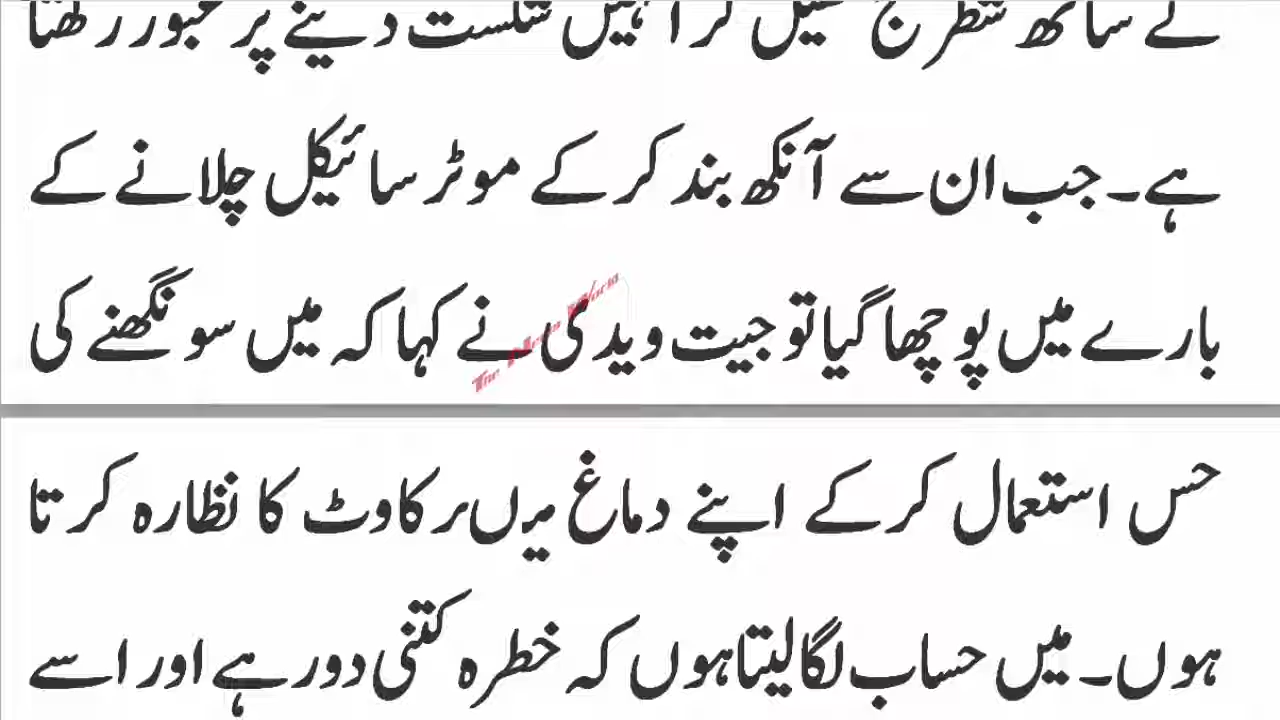 کے ساتھ شطرنج کھیل کر انہیں شکست دینے پر مجبور رکھتا
ہے۔ جب ان سے آنکھ بند کر کے موٹر سائیکل چلانے کے
بارے میں پوچھا گیا تو جیت ویدی نے کہا کہ میں سونگھنے کی
The News World
حس استعمال کر کے اپنے دماغ میں رکاوٹ کا نظارہ کرتا
ہوں۔ میں حساب لگا لیتا ہوں کہ خطرہ کتنی دور ہے اور اسے